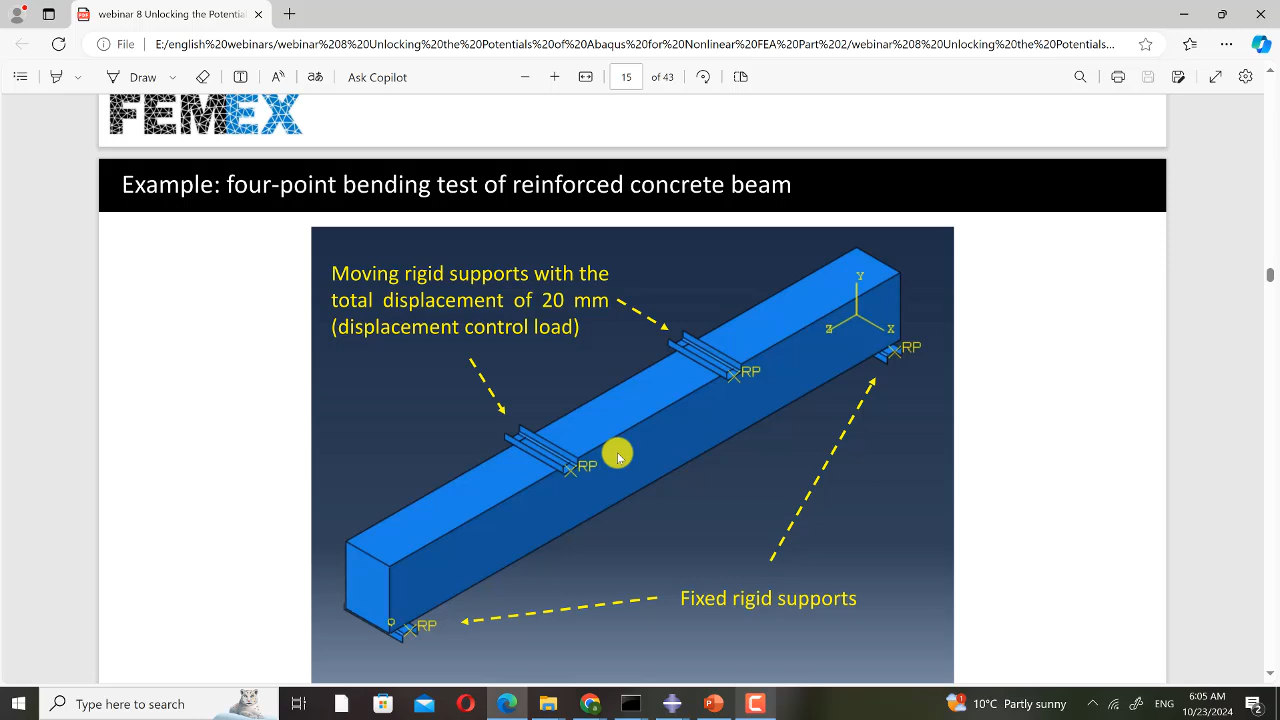 webinar 8 Unlocking the Potentia
File
E:/english%20webinars/webinar%208%20Unlocking%20the%20Potentials%20of%20Abaqus%20for%20Nonlinear%20FEA%20-%20Part%202/webinar%208%20Unlocking%20the%20Potentials...
Draw
Ask Copilot
15 of 43
FEMEX
Example: four-point bending test of reinforced concrete beam
Moving rigid supports with the
total displacement of 20 mm
(displacement control load)
Y
Z
X
RP
RP
RP
Fixed rigid supports
RP
Type here to search
1
10°C Partly sunny
ENG
6:05 AM
10/23/2024
2